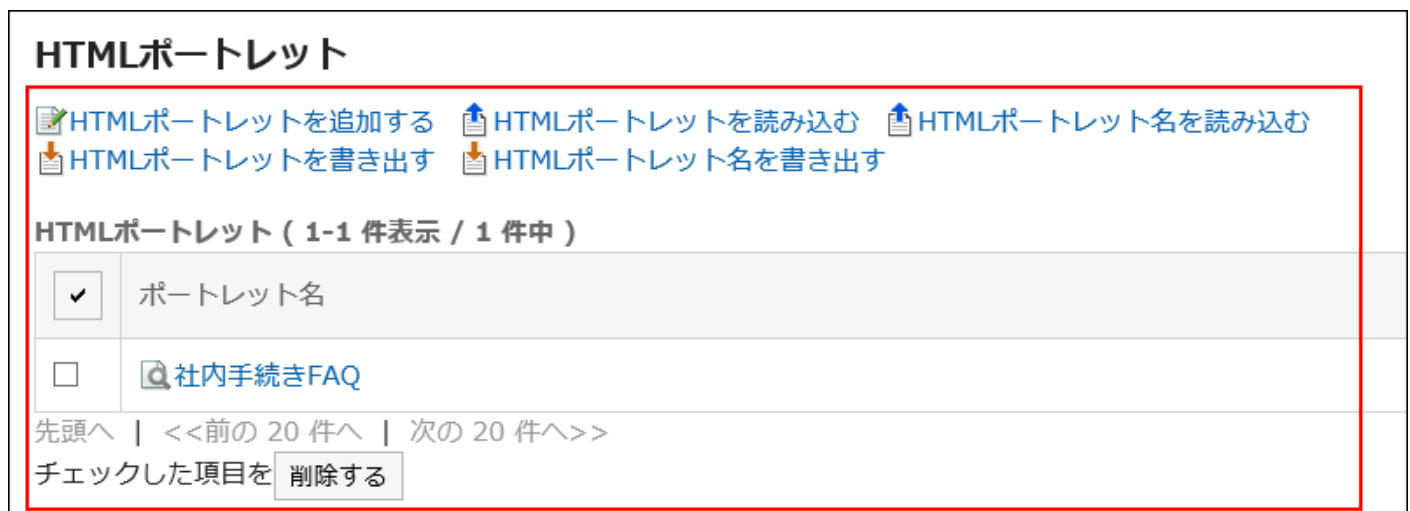 HTMLポートレット
HTMLポートレットを追加する HTMLポートレットを読み込む HTMLポートレット名を読み込む
HTMLポートレットを書き出す HTMLポートレット名を書き出す
HTMLポートレット ( 1-1 件表示 / 1 件中 )
ポートレット名
社内手続きFAQ
先頭へ | <<前の 20 件へ | 次の 20 件へ>>
チェックした項目を 削除する